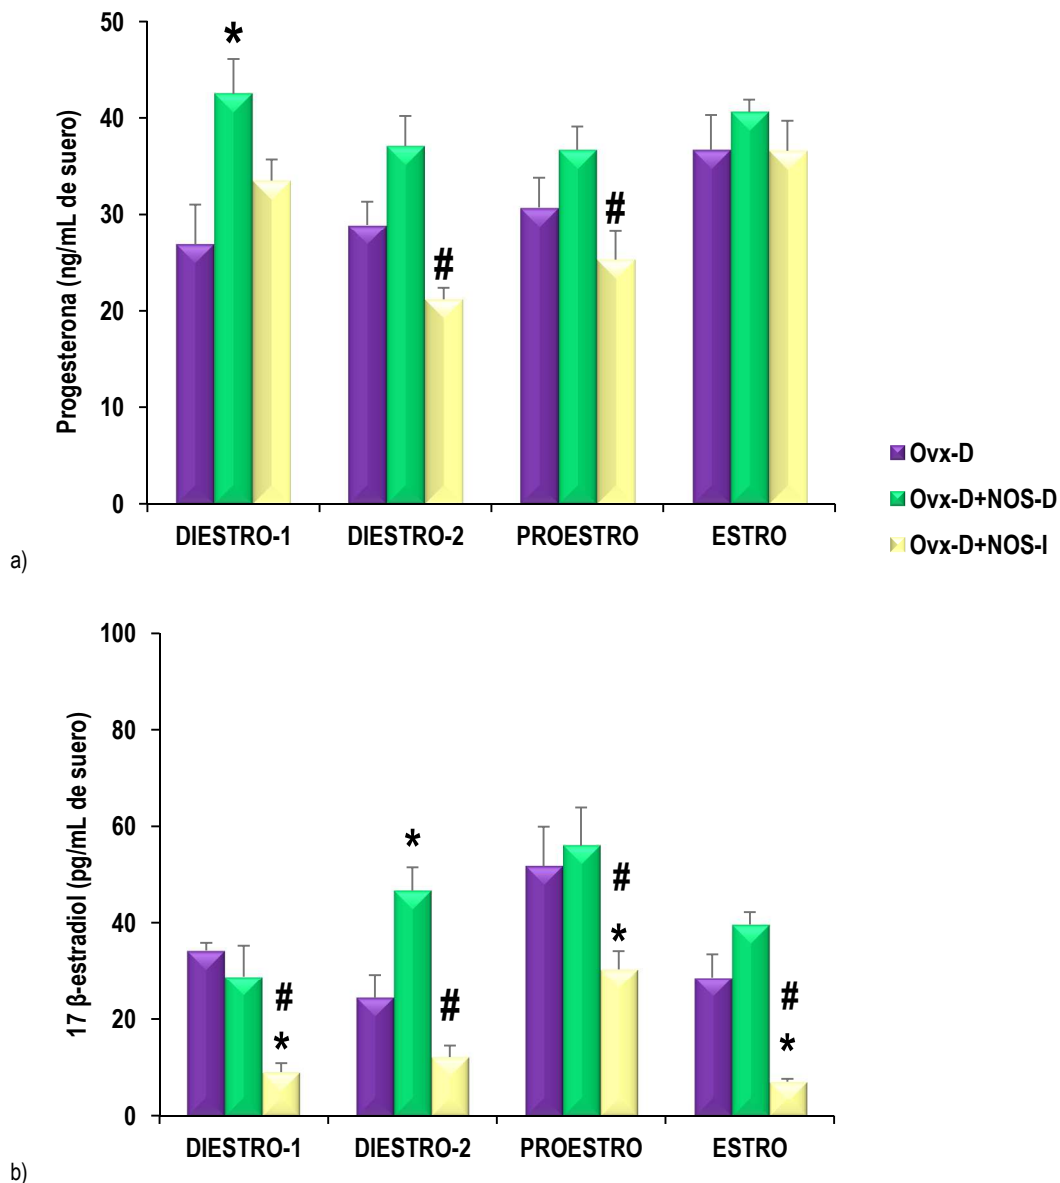 50
*
40
Progesterona (ng/mL de suero)
30
#
#
20
10
0
DIESTRO-1 DIESTRO-2 PROESTRO ESTRO
a)
Ovx-D
Ovx-D+NOS-D
Ovx-D+NOS-I
100
80
17 β-estradiol (pg/mL de suero)
60
*
#
*
40
#
*
#
#
*
20
0
DIESTRO-1 DIESTRO-2 PROESTRO ESTRO
b)